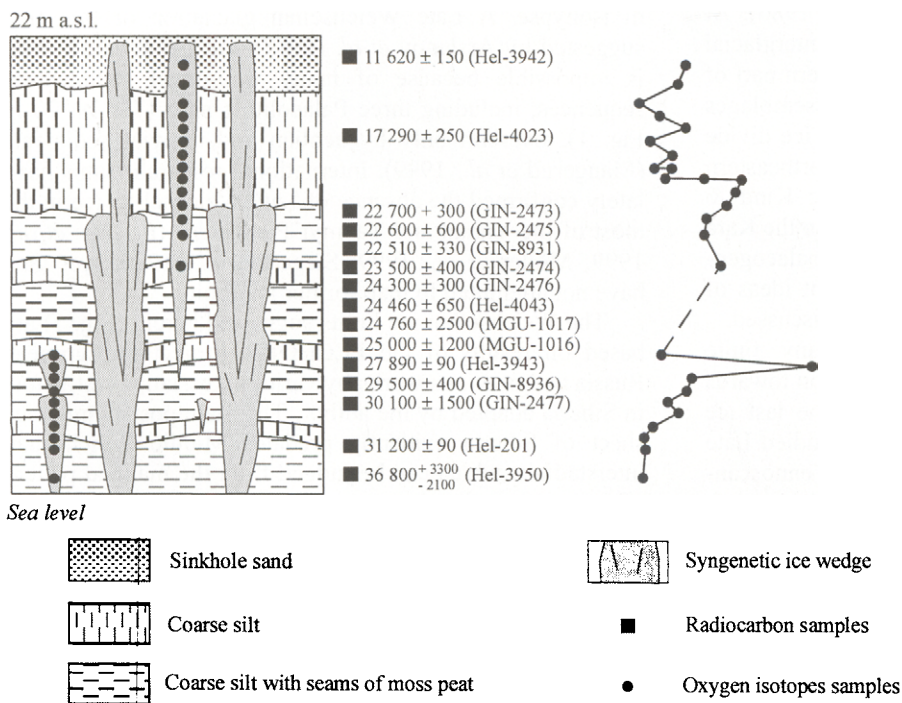 22 m a.s.l.
11 620 ± 150 (Hel-3942)
17 290 ± 250 (Hel-4023)
22 700 + 300 (GIN-2473)
22 600 ± 600 (GIN-2475)
22 510 ± 330 (GIN-8931)
23 500 ± 400 (GIN-2474)
24 300 ± 300 (GIN-2476)
24 460 ± 650 (Hel-4043)
24 760 ± 2500 (MGU-1017)
25 000 ± 1200 (MGU-1016)
27 890 ± 90 (Hel-3943)
29 500 ± 400 (GIN-8936)
30 100 ± 1500 (GIN-2477)
31 200 ± 90 (Hel-201)
36 800 + 3300 - 2100 (Hel-3950)
Sea level
Sinkhole sand
Syngenetic ice wedge
Coarse silt
Radiocarbon samples
Coarse silt with seams of moss peat
Oxygen isotopes samples